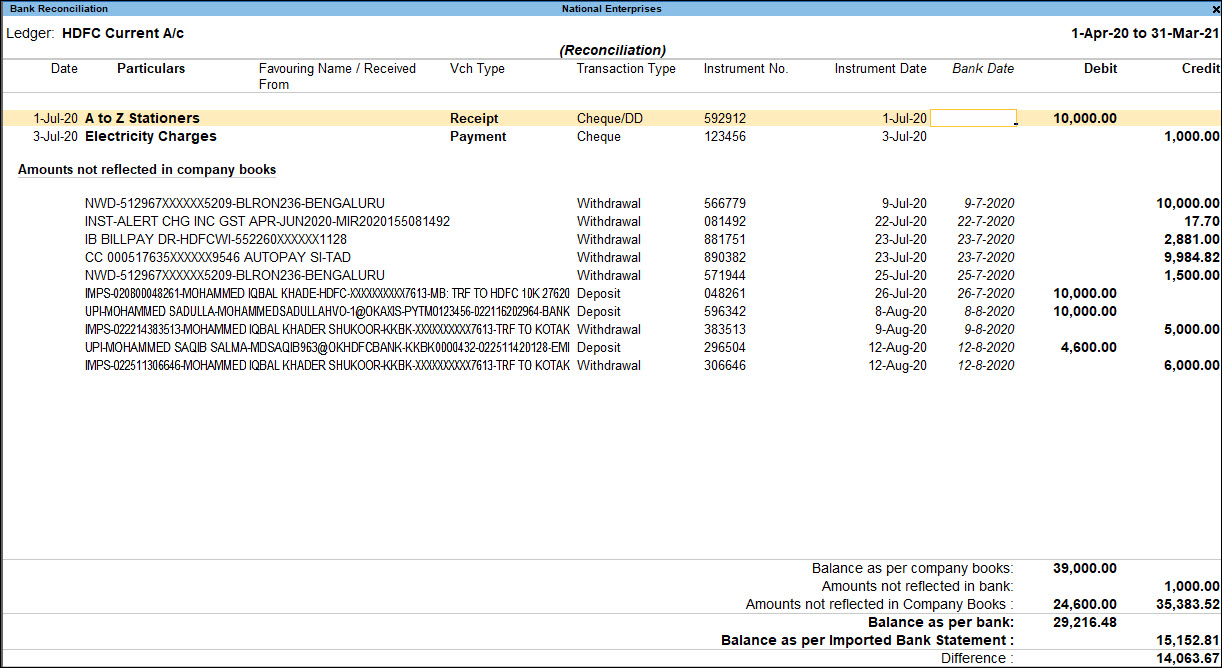 Bank Reconciliation National Enterprises x
Ledger: HDFC Current A/c 1-Apr-20 to 31-Mar-21
(Reconciliation)
Date Particulars Favouring Name / Received From Vch Type Transaction Type Instrument No. Instrument Date Bank Date Debit Credit
1-Jul-20 A to Z Stationers Receipt Cheque/DD 592912 1-Jul-20 10,000.00
3-Jul-20 Electricity Charges Payment Cheque 123456 3-Jul-20 1,000.00
Amounts not reflected in company books
NWD-512967XXXXXX5209-BLRON236-BENGALURU Withdrawal 566779 9-Jul-20 9-7-2020 10,000.00
INST-ALERT CHG INC GST APR-JUN2020-MIR2020155081492 Withdrawal 081492 22-Jul-20 22-7-2020 17.70
IB BILLPAY DR-HDFCWI-552260XXXXXX1128 Withdrawal 881751 23-Jul-20 23-7-2020 2,881.00
CC 000517635XXXXXX9546 AUTOPAY SI-TAD Withdrawal 890382 23-Jul-20 23-7-2020 9,984.82
NWD-512967XXXXXX5209-BLRON236-BENGALURU Withdrawal 571944 25-Jul-20 25-7-2020 1,500.00
IMPS-020800048261-MOHAMMED IQBAL KHADE-HDFC-XXXXXXXXXX7613-MB: TRF TO HDFC 10K 27620 Deposit 048261 26-Jul-20 26-7-2020 10,000.00
UPI-MOHAMMED SADULLA-MOHAMMEDSADULLAHVO-1@OKAXIS-PYTM0123456-022116202964-BANK Deposit 596342 8-Aug-20 8-8-2020 10,000.00
IMPS-022214383513-MOHAMMED IQBAL KHADER SHUKOOR-KKBK-XXXXXXXXXX7613-TRF TO KOTAK Withdrawal 383513 9-Aug-20 9-8-2020 5,000.00
UPI-MOHAMMED SAQIB SALMA-MDSAQIB963@OKHDFCBANK-KKBK0000432-022511420128-EMI Deposit 296504 12-Aug-20 12-8-2020 4,600.00
IMPS-022511306646-MOHAMMED IQBAL KHADER SHUKOOR-KKBK-XXXXXXXXXX7613-TRF TO KOTAK Withdrawal 306646 12-Aug-20 12-8-2020 6,000.00
Balance as per company books: 39,000.00
Amounts not reflected in bank: 1,000.00
Amounts not reflected in Company Books : 24,600.00 35,383.52
Balance as per bank: 29,216.48
Balance as per Imported Bank Statement : 15,152.81
Difference : 14,063.67